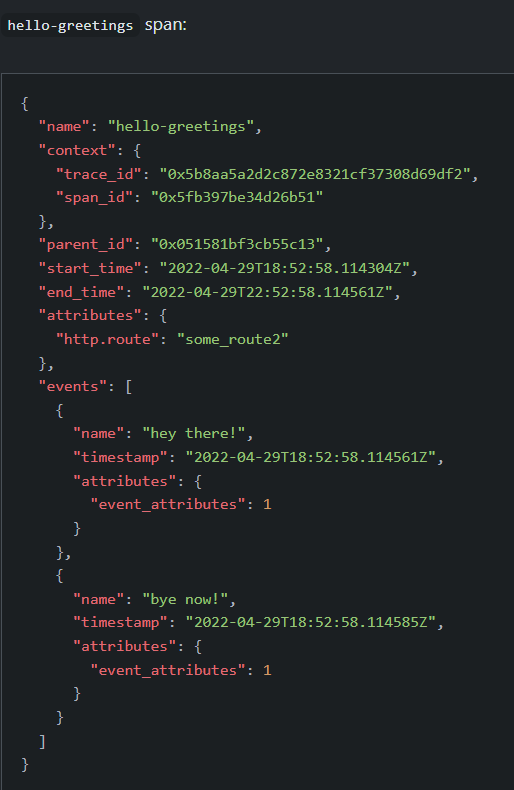 hello-greetings span:
{
  "name": "hello-greetings",
  "context": {
    "trace_id": "0x5b8aa5a2d2c872e8321cf37308d69df2",
    "span_id": "0x5fb397be34d26b51"
  },
  "parent_id": "0x051581bf3cb55c13",
  "start_time": "2022-04-29T18:52:58.114304Z",
  "end_time": "2022-04-29T22:52:58.114561Z",
  "attributes": {
    "http.route": "some_route2"
  },
  "events": [
    {
      "name": "hey there!",
      "timestamp": "2022-04-29T18:52:58.114561Z",
      "attributes": {
        "event_attributes": 1
      }
    },
    {
      "name": "bye now!",
      "timestamp": "2022-04-29T18:52:58.114585Z",
      "attributes": {
        "event_attributes": 1
      }
    }
  ]
}